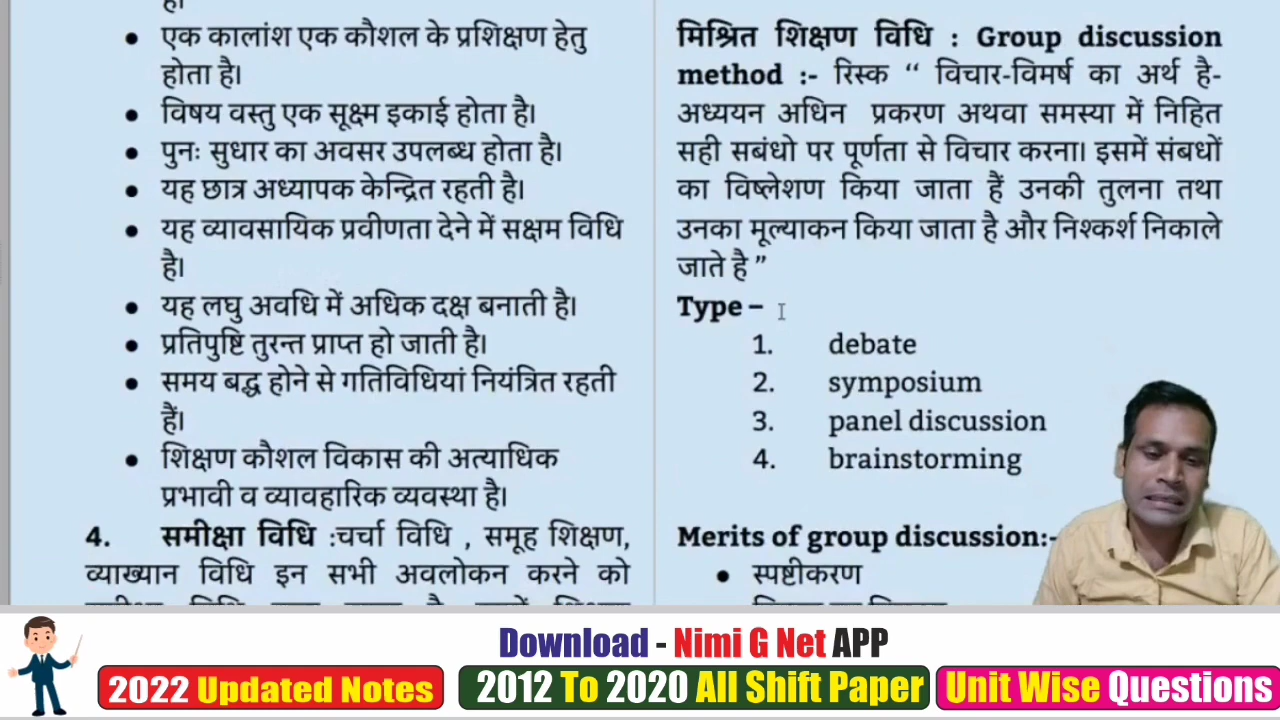 है।
एक कालांश एक कौशल के प्रशिक्षण हेतु
होता है।
विषय वस्तु एक सूक्ष्म इकाई होता है।
पुनः सुधार का अवसर उपलब्ध होता है।
यह छात्र अध्यापक केन्द्रित रहती है।
यह व्यावसायिक प्रवीणता देने में सक्षम विधि
है।
यह लघु अवधि में अधिक दक्ष बनाती है।
प्रतिपुष्टि तुरन्त प्राप्त हो जाती है।
समय बद्ध होने से गतिविधियां नियंत्रित रहती
हैं।
शिक्षण कौशल विकास की अत्याधिक
प्रभावी व व्यावहारिक व्यवस्था है।
4. समीक्षा विधि :चर्चा विधि , समूह शिक्षण,
व्याख्यान विधि इन सभी अवलोकन करने को
मिश्रित शिक्षण विधि : Group discussion
method :- रिस्क “ विचार-विमर्ष का अर्थ है-
अध्ययन अधिन प्रकरण अथवा समस्या में निहित
सही सबंधो पर पूर्णता से विचार करना। इसमें संबधों
का विष्लेशण किया जाता हैं उनकी तुलना तथा
उनका मूल्याकन किया जाता है और निश्कर्श निकाले
जाते है ”
Type –
1. debate
2. symposium
3. panel discussion
4. brainstorming
Merits of group discussion:-
स्पष्टीकरण
Download - Nimi G Net APP
2022 Updated Notes
2012 To 2020 All Shift Paper
Unit Wise Questions